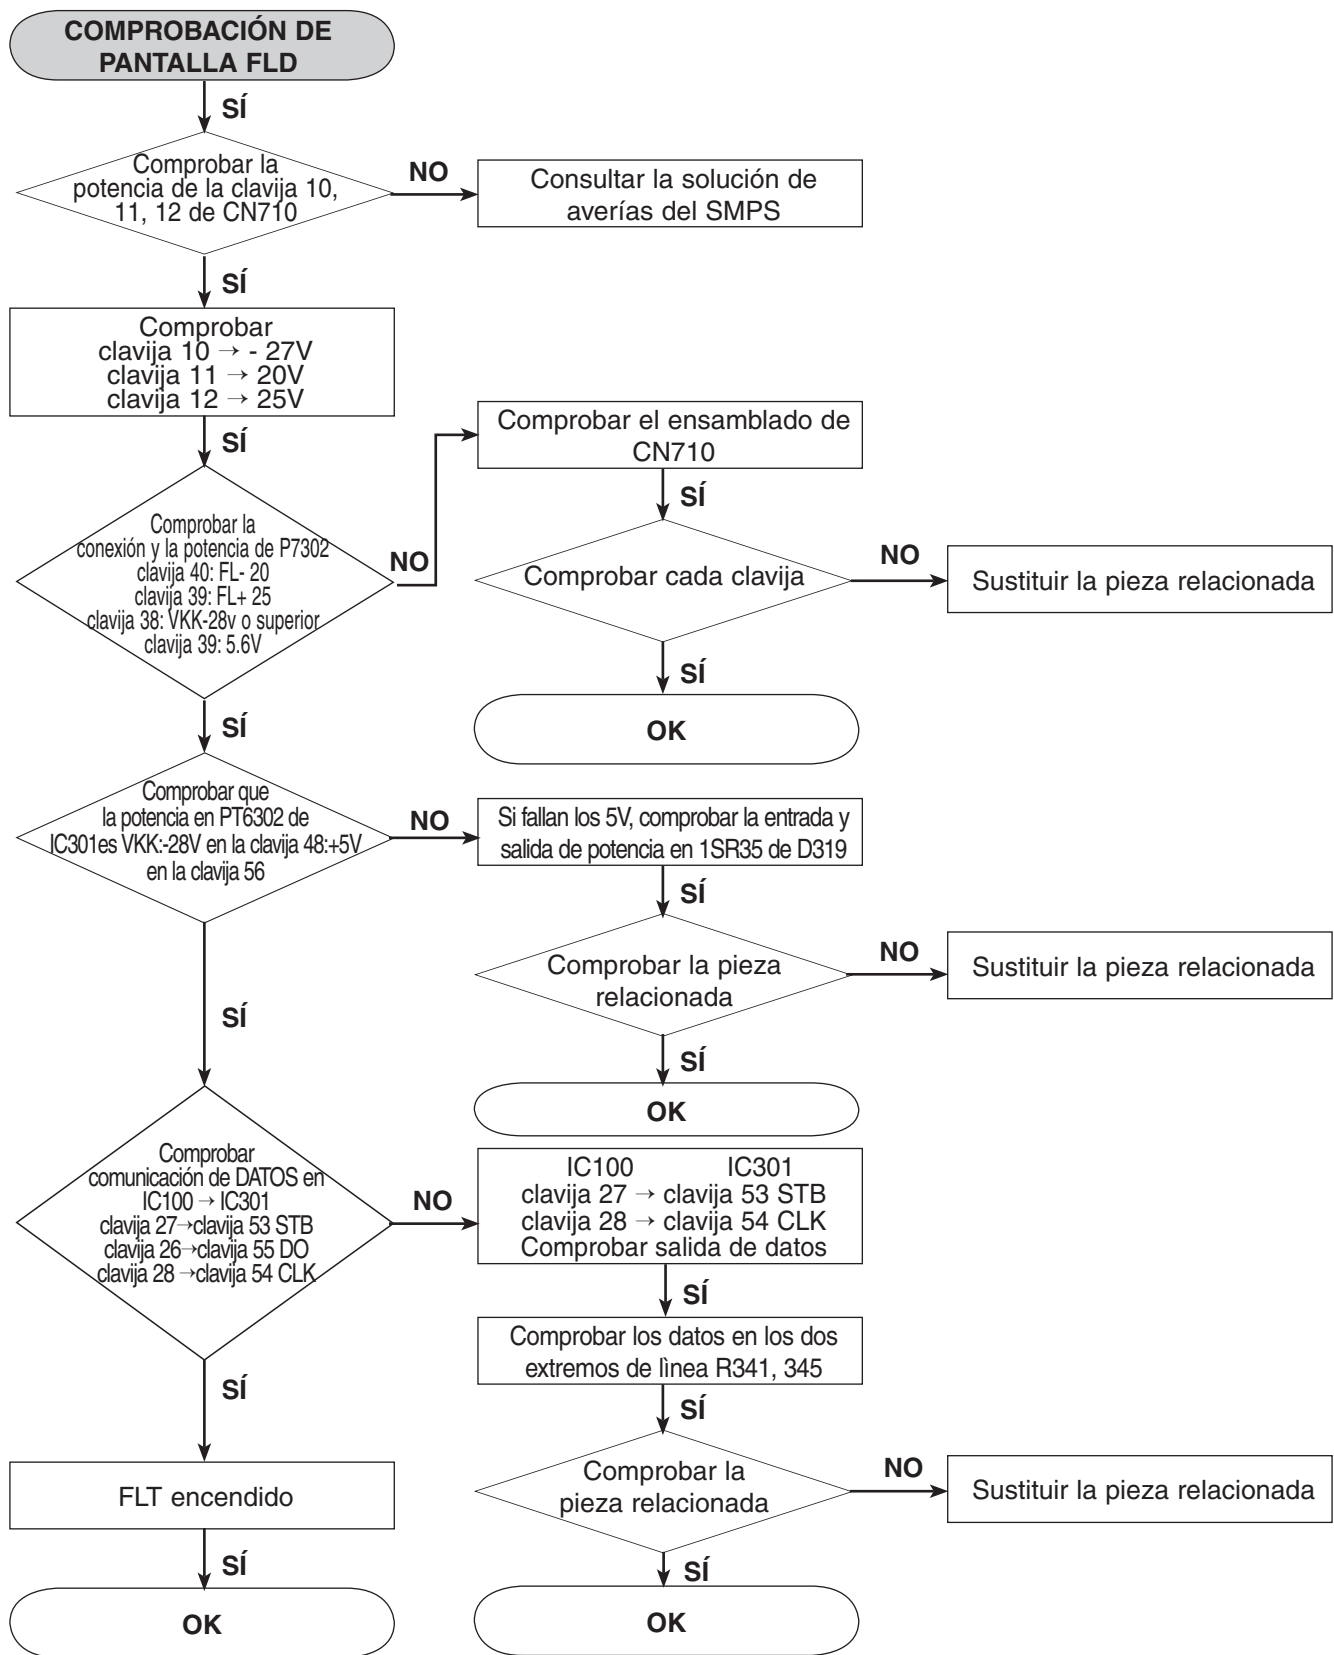 COMPROBACIÓN DE
PANTALLA FLD
SÍ
Comprobar la
potencia de la clavija 10,
11, 12 de CN710
NO
Consultar la solución de
averías del SMPS
SÍ
Comprobar
clavija 10 → - 27V
clavija 11 → 20V
clavija 12 → 25V
SÍ
Comprobar la
conexión y la potencia de P7302
clavija 40: FL- 20
clavija 39: FL+ 25
clavija 38: VKK-28v o superior
clavija 39: 5.6V
NO
Comprobar el ensamblado de
CN710
SÍ
Comprobar cada clavija
NO
Sustituir la pieza relacionada
SÍ
OK
SÍ
Comprobar que
la potencia en PT6302 de
IC301es VKK:-28V en la clavija 48:+5V
en la clavija 56
NO
Si fallan los 5V, comprobar la entrada y
salida de potencia en 1SR35 de D319
SÍ
Comprobar la pieza
relacionada
NO
Sustituir la pieza relacionada
SÍ
OK
SÍ
Comprobar
comunicación de DATOS en
IC100 → IC301
clavija 27→clavija 53 STB
clavija 26→clavija 55 DO
clavija 28 →clavija 54 CLK
NO
IC100 IC301
clavija 27 → clavija 53 STB
clavija 28 → clavija 54 CLK
Comprobar salida de datos
SÍ
Comprobar los datos en los dos
extremos de lìnea R341, 345
SÍ
Comprobar la
pieza relacionada
NO
Sustituir la pieza relacionada
SÍ
OK
SÍ
FLT encendido
SÍ
OK